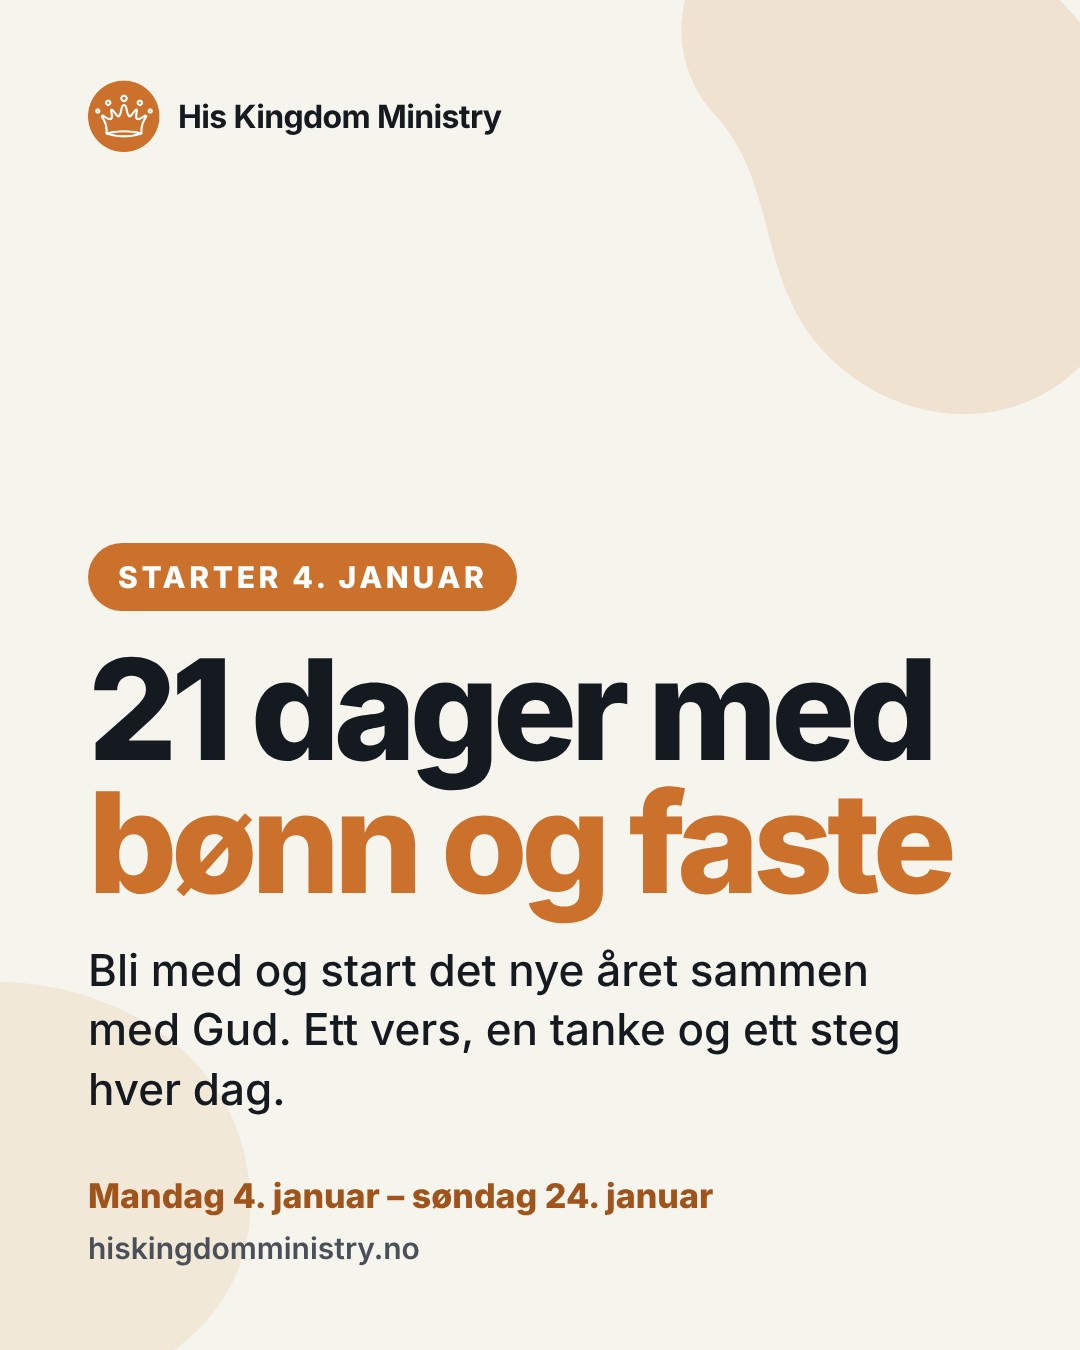 His Kingdom Ministry
STARTER 4. JANUAR
21 dager med
bønn og faste
Bli med og start det nye året sammen
med Gud. Ett vers, en tanke og ett steg
hver dag.
Mandag 4. januar – søndag 24. januar
hiskingdomministry.no